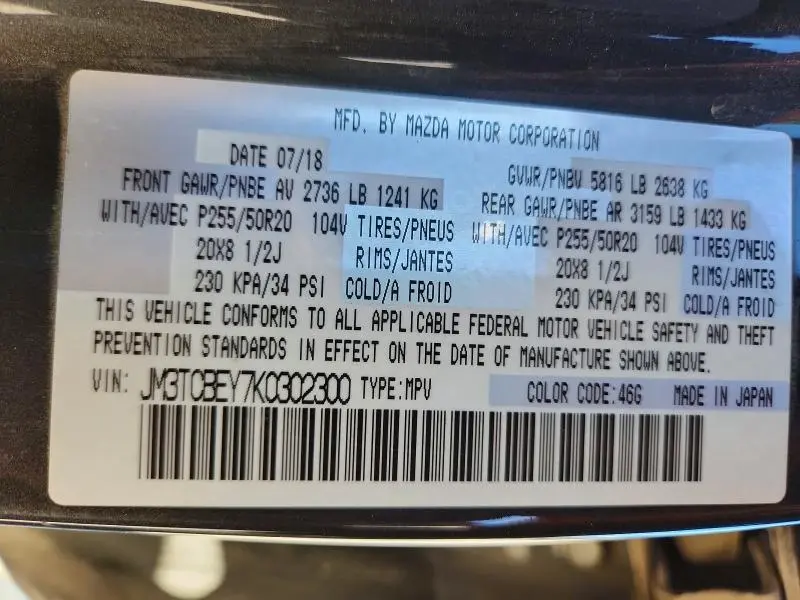 MFD. BY MAZDA MOTOR CORPORATION
DATE 07/18 GVWR/PNBV 5816 LB 2638 KG
FRONT GAWR/PNBE AV 2736 LB 1241 KG REAR GAWR/PNBE AR 3159 LB 1433 KG
WITH/AVEC P255/50R20 104V TIRES/PNEUS WITH/AVEC P255/50R20 104V TIRES/PNEUS
20X8 1/2J RIMS/JANTES 20X8 1/2J RIMS/JANTES
230 KPA/34 PSI COLD/A FROID 230 KPA/34 PSI COLD/A FROID
THIS VEHICLE CONFORMS TO ALL APPLICABLE FEDERAL MOTOR VEHICLE SAFETY AND THEFT
PREVENTION STANDARDS IN EFFECT ON THE DATE OF MANUFACTURE SHOWN ABOVE.
VIN: JM3TCBEY7K0302300 TYPE:MPV COLOR CODE:46G MADE IN JAPAN